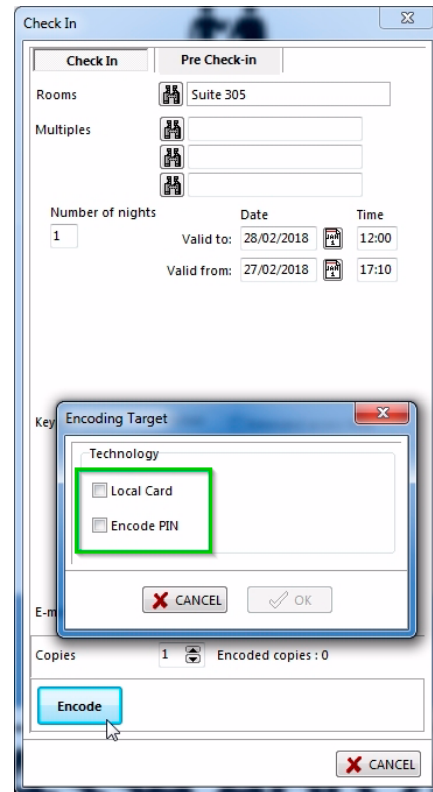 Check In
Check In Pre Check-in
Rooms Suite 305
Multiples
Number of nights Date Time
1 Valid to: 28/02/2018 12:00
Valid from: 27/02/2018 17:10
Key
Encoding Target
Technology
Local Card
Encode PIN
CANCEL OK
E-m
Copies 1 Encoded copies : 0
Encode
CANCEL